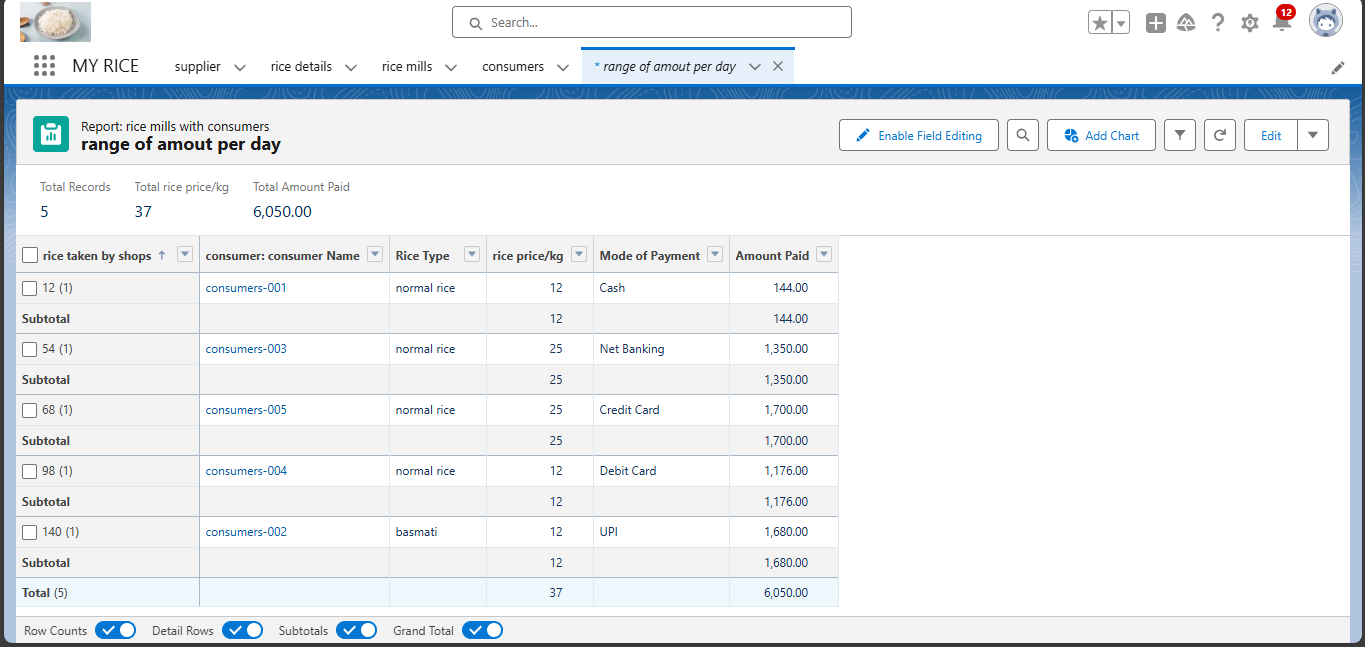 Search...
12
MY RICE supplier rice details rice mills consumers * range of amout per day
Report: rice mills with consumers
range of amout per day
Enable Field Editing Add Chart Edit
Total Records Total rice price/kg Total Amount Paid
5 37 6,050.00
rice taken by shops ↑ consumer: consumer Name Rice Type rice price/kg Mode of Payment Amount Paid
12 (1) consumers-001 normal rice 12 Cash 144.00
Subtotal 12 144.00
54 (1) consumers-003 normal rice 25 Net Banking 1,350.00
Subtotal 25 1,350.00
68 (1) consumers-005 normal rice 25 Credit Card 1,700.00
Subtotal 25 1,700.00
98 (1) consumers-004 normal rice 12 Debit Card 1,176.00
Subtotal 12 1,176.00
140 (1) consumers-002 basmati 12 UPI 1,680.00
Subtotal 12 1,680.00
Total (5) 37 6,050.00
Row Counts Detail Rows Subtotals Grand Total